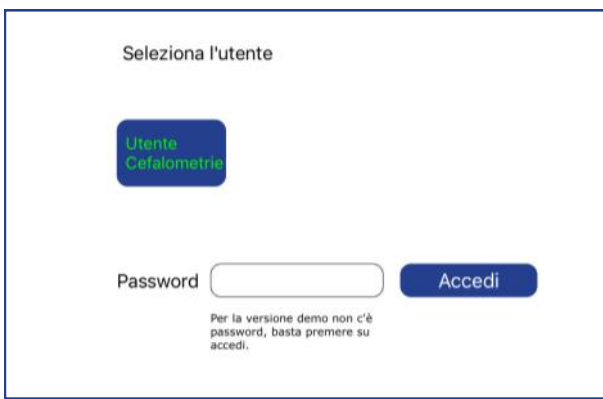 Seleziona l'utente
Utente
Cefalometrie
Password
Accedi
Per la versione demo non c'è
password, basta premere su
accedi.